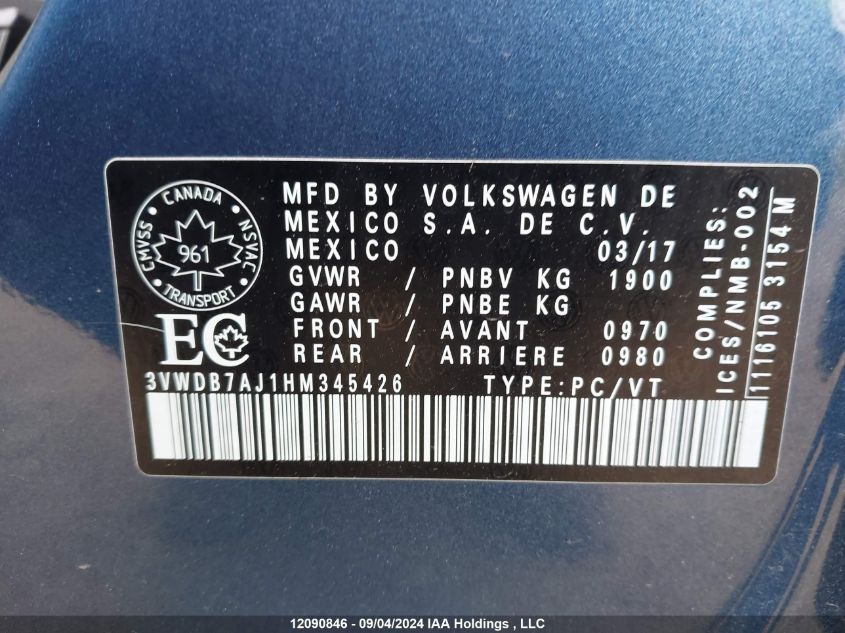 CANADA
CMVSS
NSVAC
961
TRANSPORT
EC
MFD BY VOLKSWAGEN DE
MEXICO S.A. DE C.V.
MEXICO 03/17
GVWR / PNBV KG 1900
GAWR / PNBE KG
FRONT / AVANT 0970
REAR / ARRIERE 0980
3VWDB7AJ1HM345426 TYPE:PC/VT
COMPLIES:
ICES/NMB-002
1116105 3154 M
12090846 - 09/04/2024 IAA Holdings , LLC